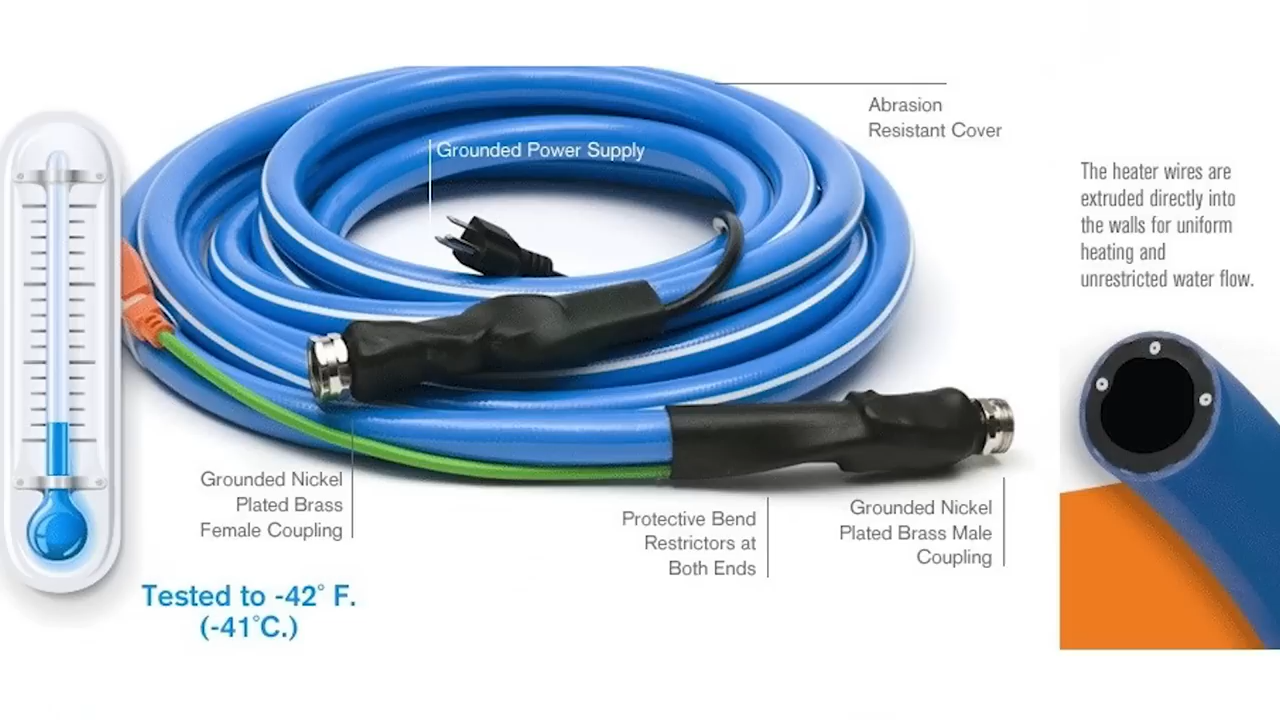 Abrasion
Resistant Cover
Grounded Power Supply
The heater wires are
extruded directly into
the walls for uniform
heating and
unrestricted water flow.
Grounded Nickel
Plated Brass
Female Coupling
Protective Bend
Restrictors at
Both Ends
Grounded Nickel
Plated Brass Male
Coupling
Tested to -42° F.
(-41°C.)